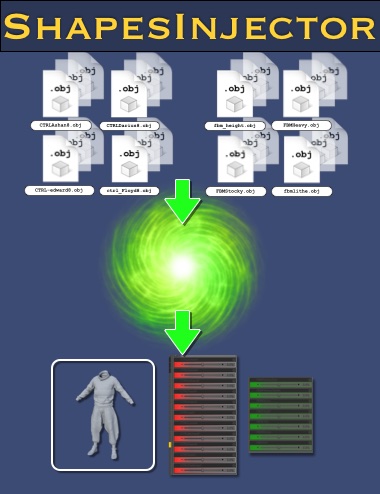 ShapesInjector
.obj .obj .obj .obj
CTRLAshan8.obj CTRLDarius8.obj fbm_height.obj FBMHeavy.obj
.obj .obj .obj .obj
CTRL-edward8.obj ctrl_Floyd8.obj FBMStocky.obj fbmlithe.obj